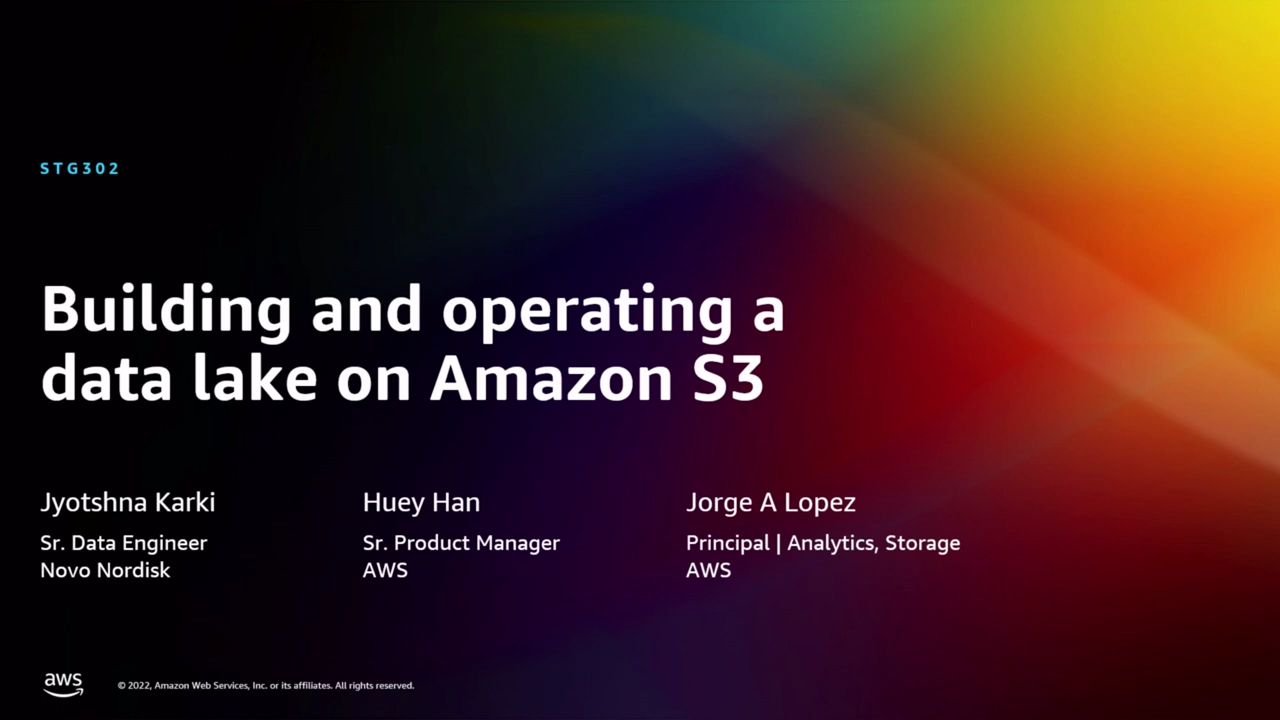 STG302
Building and operating a
data lake on Amazon S3
Jyotshna Karki
Sr. Data Engineer
Novo Nordisk
Huey Han
Sr. Product Manager
AWS
Jorge A Lopez
Principal | Analytics, Storage
AWS
aws
© 2022, Amazon Web Services, Inc. or its affiliates. All rights reserved.